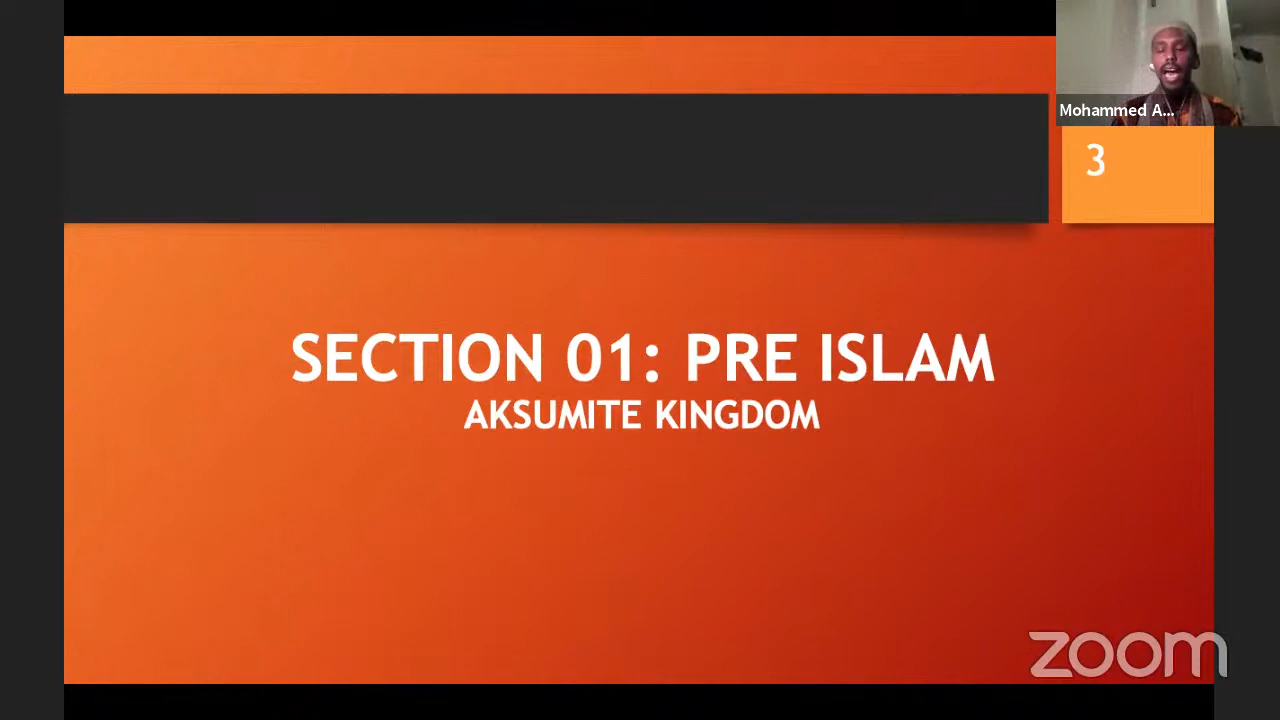 Mohammed A...
3
SECTION 01: PRE ISLAM
AKSUMITE KINGDOM
zoom